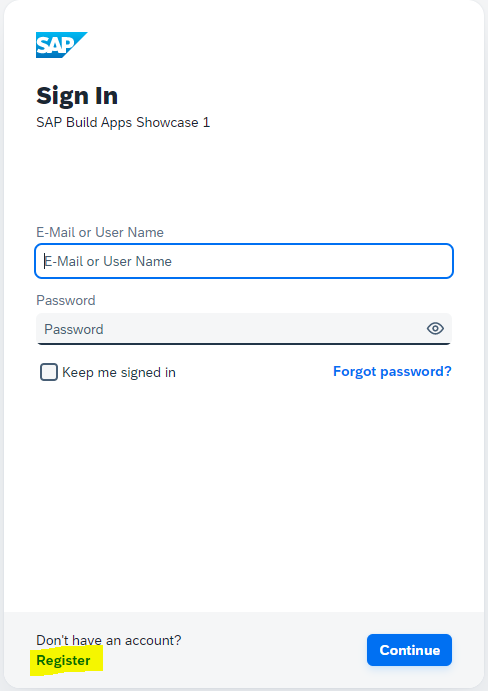 SAP
Sign In
SAP Build Apps Showcase 1
E-Mail or User Name
E-Mail or User Name
Password
Password
Keep me signed in
Forgot password?
Don't have an account?
Register
Continue